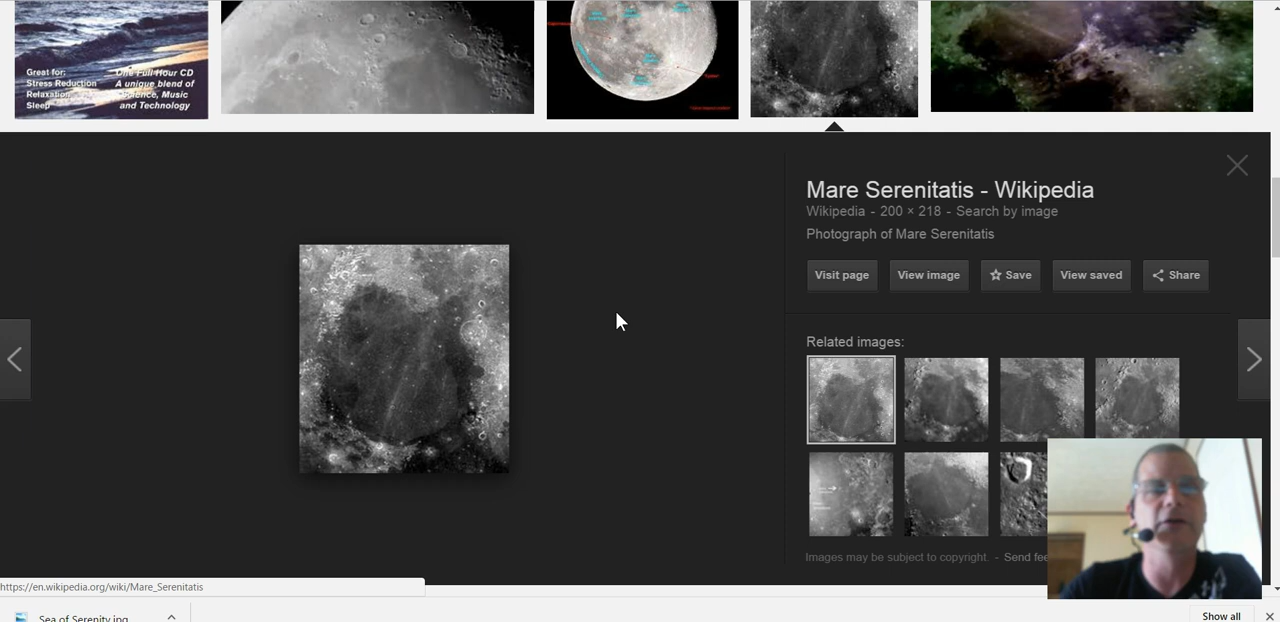 Great for:
Stress Reduction
Relaxation
Sleep
One Full Hour CD
A unique blend of
Science, Music
and Technology
Mare Serenitatis - Wikipedia
Wikipedia - 200 × 218 - Search by image
Photograph of Mare Serenitatis
Visit page
View image
Save
View saved
Share
Related images:
Images may be subject to copyright. - Send fee
https://en.wikipedia.org/wiki/Mare_Serenitatis
Sea of Serenity.jpg
Show all